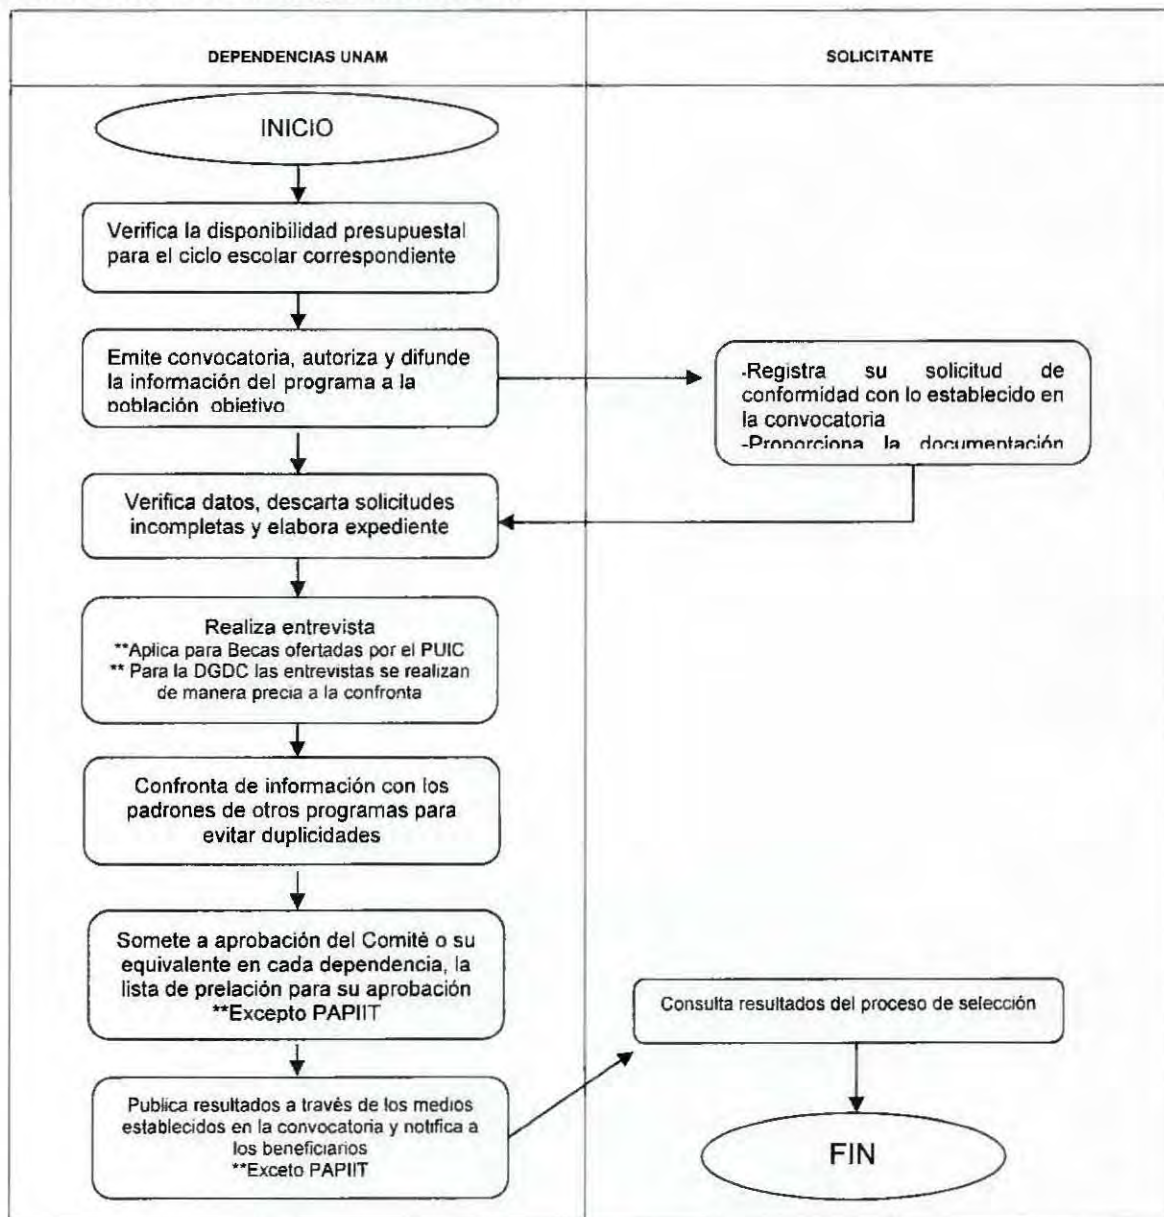 DEPENDENCIAS UNAM
SOLICITANTE
INICIO
Verifica la disponibilidad presupuestal
para el ciclo escolar correspondiente
Emite convocatoria, autoriza y difunde
la información del programa a la
población objetivo
-Registra su solicitud de
conformidad con lo establecido en
la convocatoria
-Proporciona la documentación
Verifica datos, descarta solicitudes
incompletas y elabora expediente
Realiza entrevista
**Aplica para Becas ofertadas por el PUIC
** Para la DGDC las entrevistas se realizan
de manera precia a la confronta
Confronta de información con los
padrones de otros programas para
evitar duplicidades
Somete a aprobación del Comité o su
equivalente en cada dependencia, la
lista de prelación para su aprobación
**Excepto PAPIIT
Consulta resultados del proceso de selección
Publica resultados a través de los medios
establecidos en la convocatoria y notifica a
los beneficiarios
**Exceto PAPIIT
FIN